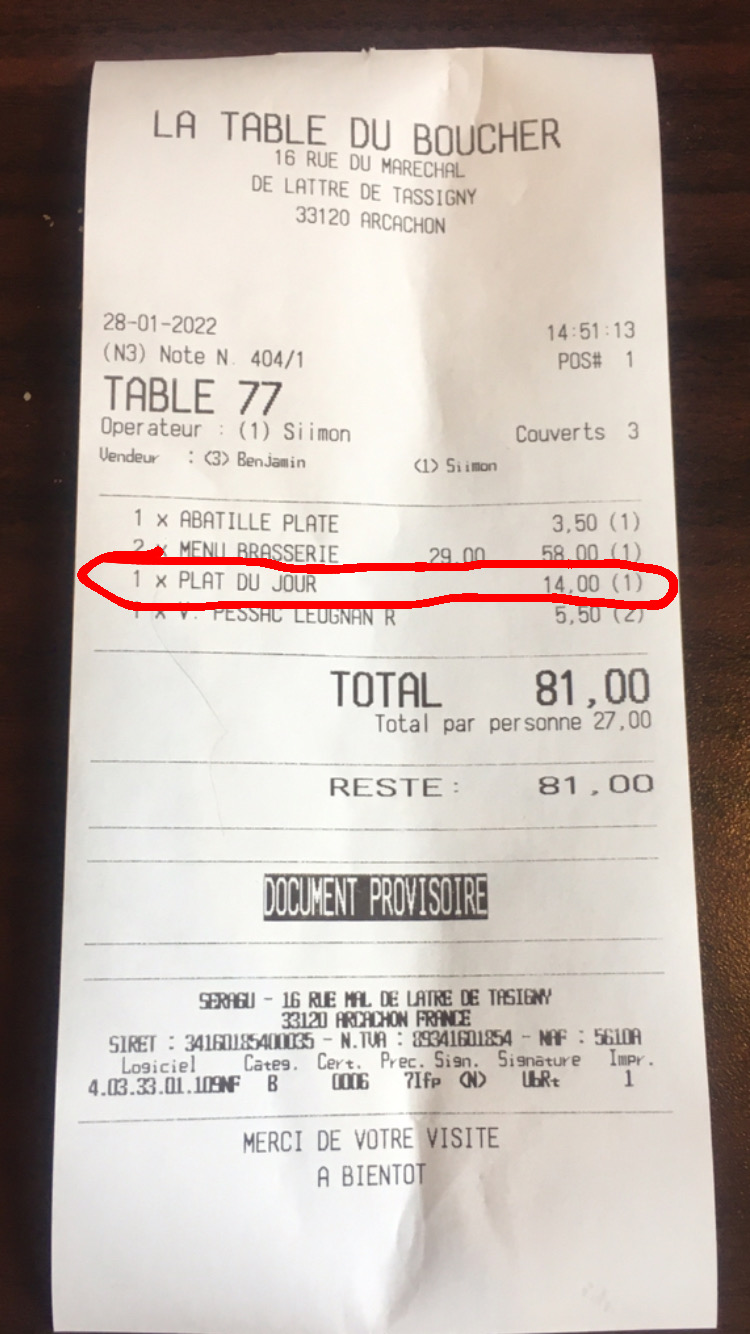 LA TABLE DU BOUCHER
16 RUE DU MARECHAL
DE LATTRE DE TASSIGNY
33120 ARCACHON
28-01-2022 14:51:13
(N3) Note N. 404/1 POS# 1
TABLE 77
Operateur : (1) Siimon Couverts 3
Vendeur : (3) Benjamin (1) Siimon
1 x ABATILLE PLATE 3,50 (1)
2 x MENU BRASSERIE 29,00 58,00 (1)
1 x PLAT DU JOUR 14,00 (1)
1 x V. PESSAC LEOGNAN R 5,50 (2)
TOTAL 81,00
Total par personne 27,00
RESTE : 81,00
DOCUMENT PROVISOIRE
SERAGU - 16 RUE MAL DE LATRE DE TASIGNY
33120 ARCACHON FRANCE
SIRET : 34160185400035 - N.TVA : 89341601854 - NAF : 5610A
Logiciel Categ. Cert. Prec. Sign. Signature Impr.
4.03.33.01.109NF B 0006 7Ifp (N) UbRt 1
MERCI DE VOTRE VISITE
A BIENTOT